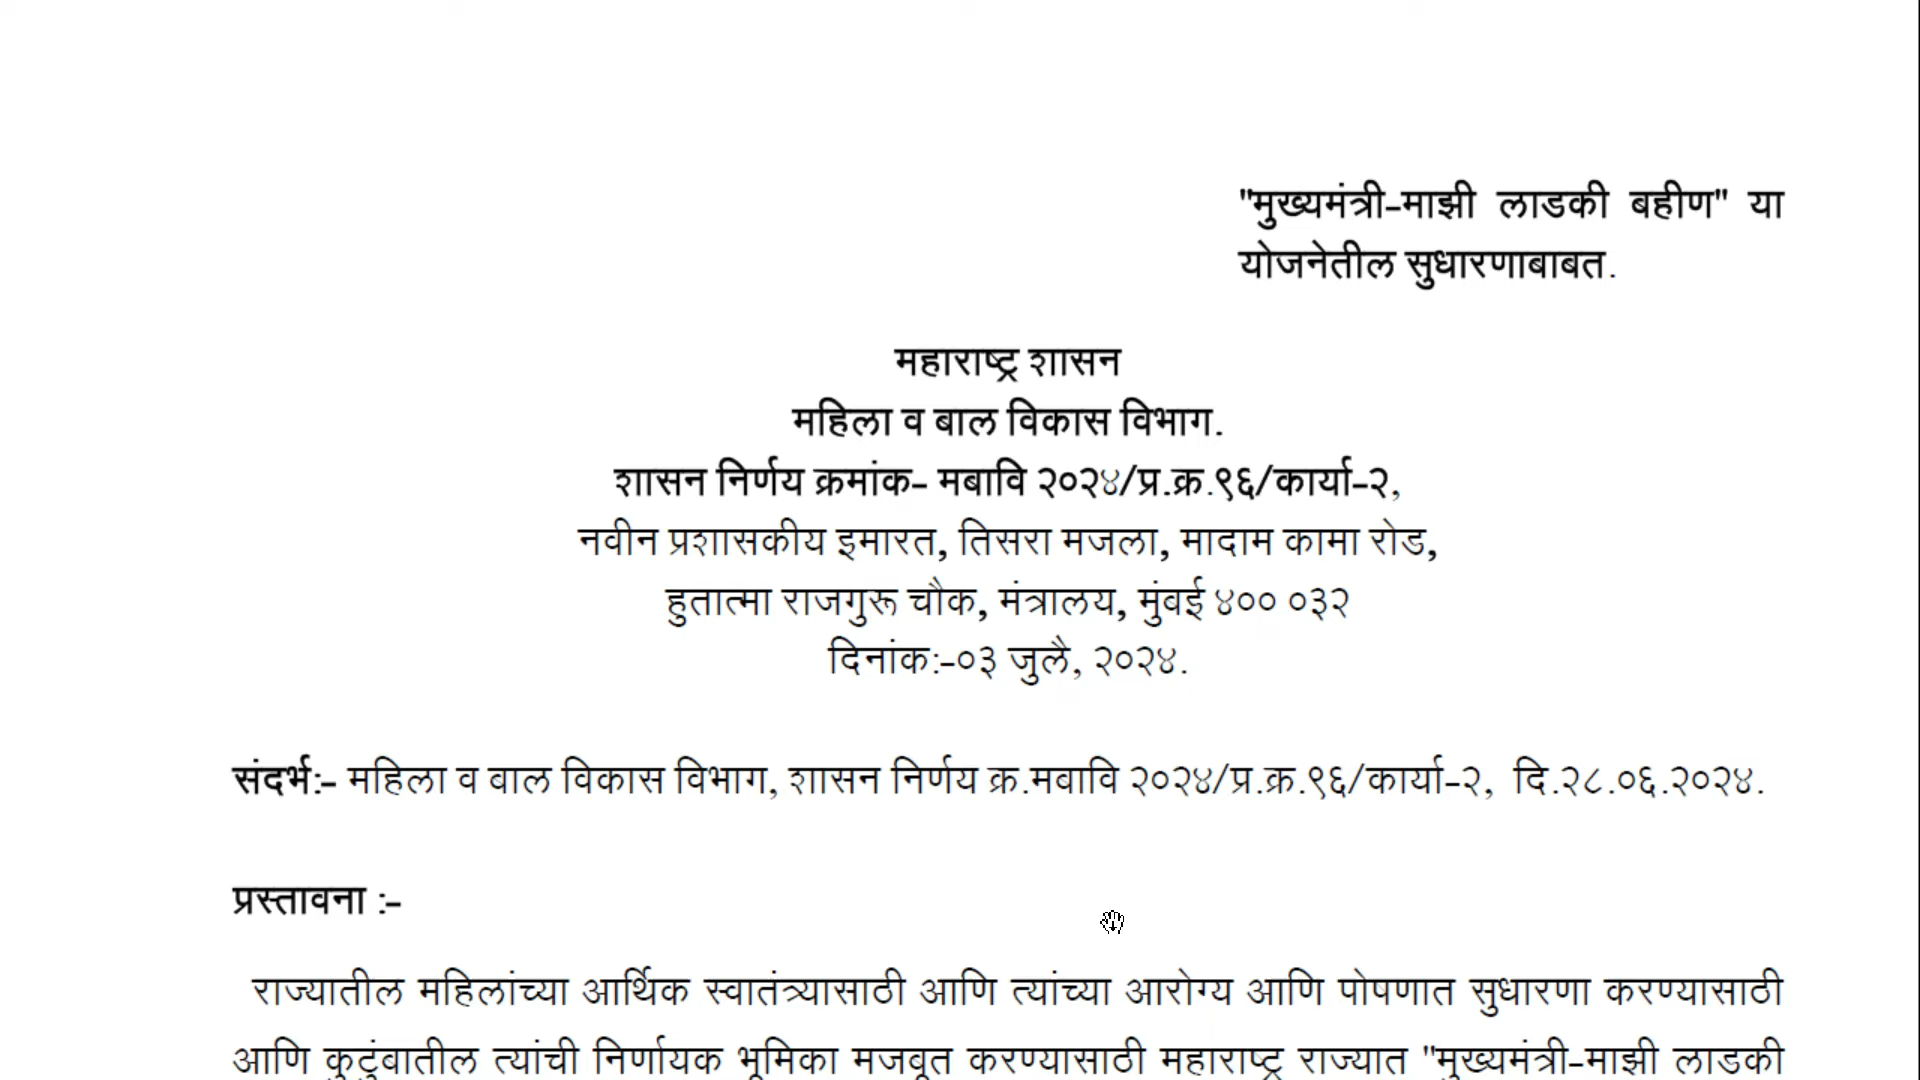 "मुख्यमंत्री-माझी लाडकी बहीण" या
योजनेतील सुधारणाबाबत.
महाराष्ट्र शासन
महिला व बाल विकास विभाग.
शासन निर्णय क्रमांक- मबावि २०२४/प्र.क्र.९६/कार्या-२,
नवीन प्रशासकीय इमारत, तिसरा मजला, मादाम कामा रोड,
हुतात्मा राजगुरू चौक, मंत्रालय, मुंबई ४०० ०३२
दिनांक:-०३ जुलै, २०२४.
संदर्भ:- महिला व बाल विकास विभाग, शासन निर्णय क्र.मबावि २०२४/प्र.क्र.९६/कार्या-२, दि.२८.०६.२०२४.
प्रस्तावना :-
राज्यातील महिलांच्या आर्थिक स्वातंत्र्यासाठी आणि त्यांच्या आरोग्य आणि पोषणात सुधारणा करण्यासाठी
आणि कुटुंबातील त्यांची निर्णायक भूमिका मजबूत करण्यासाठी महाराष्ट्र राज्यात "मुख्यमंत्री-माझी लाडकी